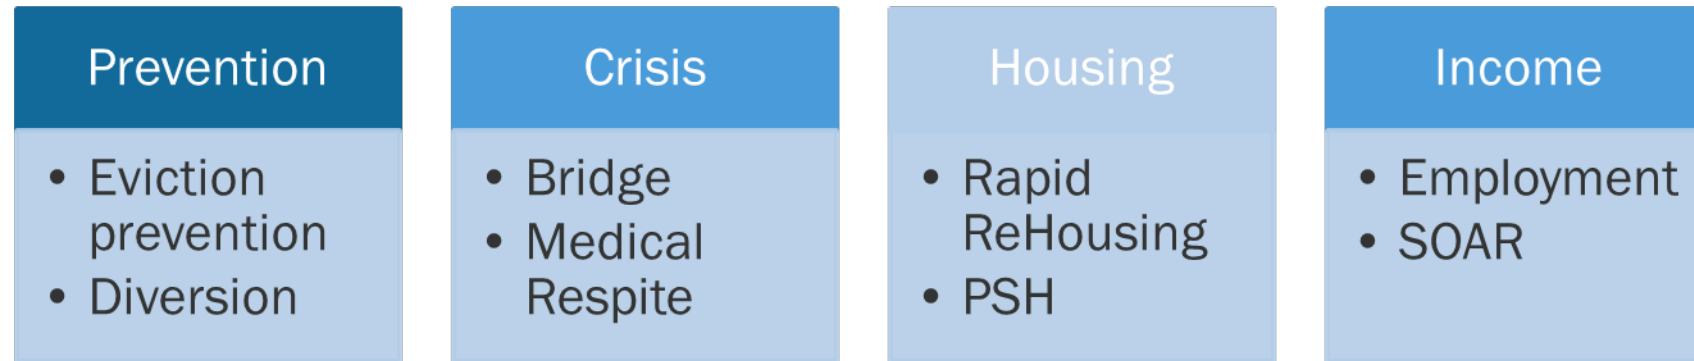 Prevention
• Eviction
prevention
• Diversion
Crisis
• Bridge
• Medical
Respite
Housing
• Rapid
ReHousing
• PSH
Income
• Employment
• SOAR